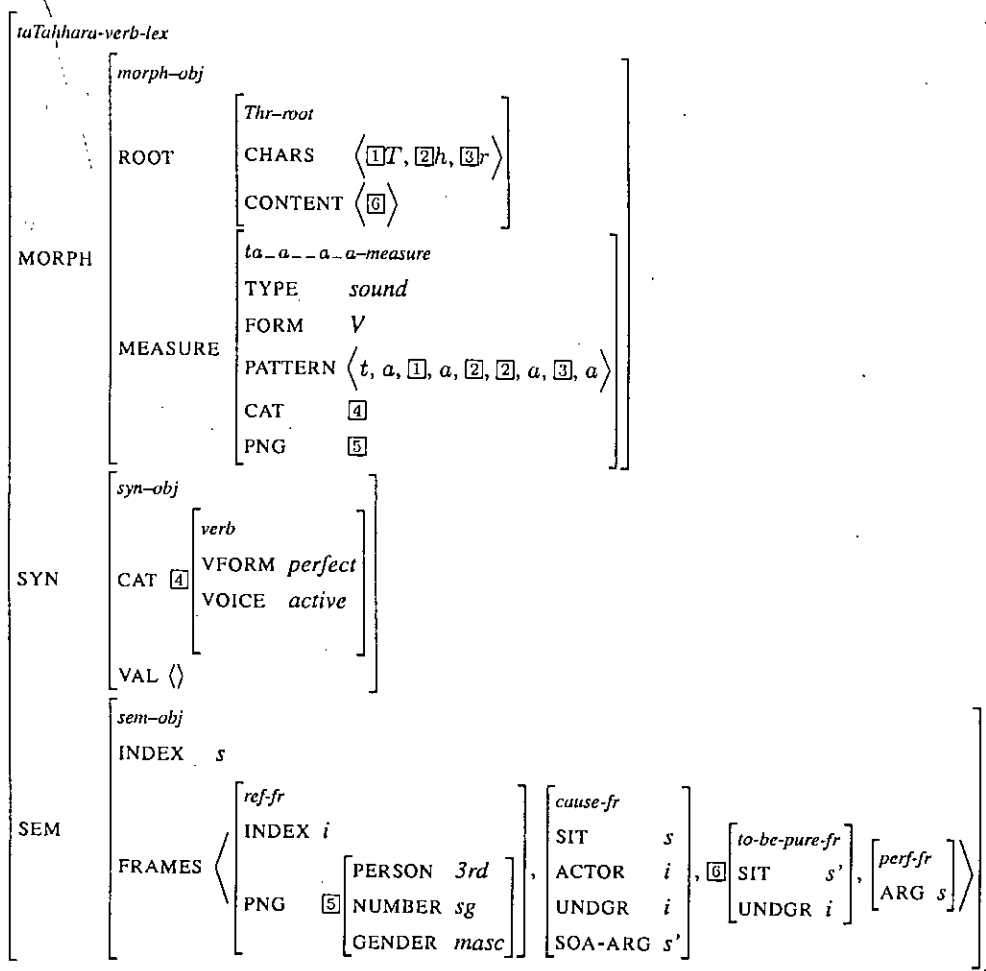 taTahhara-verb-lex
morph–obj
Thr–root
ROOT CHARS ⟨[1]T, [2]h, [3]r⟩
CONTENT ⟨[6]⟩
MORPH
ta_a__a_a–measure
TYPE sound
FORM V
MEASURE PATTERN ⟨t, a, [1], a, [2], [2], a, [3], a⟩
CAT [4]
PNG [5]
syn–obj
verb
VFORM perfect
SYN CAT [4] VOICE active
VAL ⟨⟩
sem–obj
INDEX s
ref-fr cause-fr
INDEX i SIT s to-be-pure-fr perf-fr
SEM FRAMES ⟨ PERSON 3rd , ACTOR i , [6] SIT s' , ARG s ⟩
PNG [5] NUMBER sg UNDGR i UNDGR i
GENDER masc SOA-ARG s'